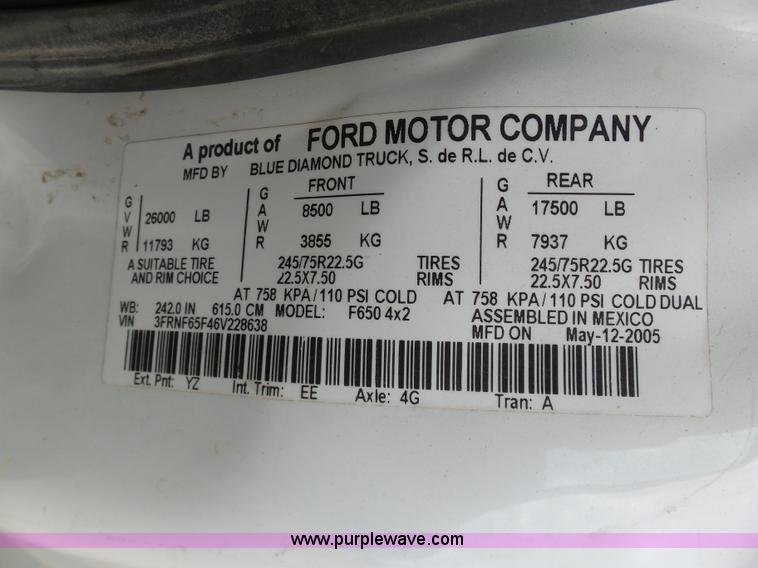 A product of FORD MOTOR COMPANY
MFD BY BLUE DIAMOND TRUCK, S. de R.L. de C.V.
GVWR 26000 LB 11793 KG
FRONT GAWR 8500 LB 3855 KG
REAR GAWR 17500 LB 7937 KG
A SUITABLE TIRE 245/75R22.5G TIRES 245/75R22.5G TIRES
AND RIM CHOICE 22.5X7.50 RIMS 22.5X7.50 RIMS
AT 758 KPA/110 PSI COLD AT 758 KPA/110 PSI COLD DUAL
WB: 242.0 IN 615.0 CM MODEL: F650 4x2 ASSEMBLED IN MEXICO
VIN 3FRNF65F46V228638 MFD ON May-12-2005
Ext. Pnt: YZ Int. Trim: EE Axle: 4G Tran: A
www.purplewave.com